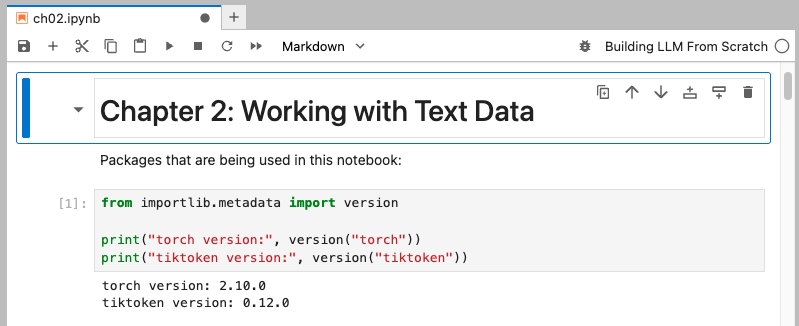 ch02.ipynb
Markdown
Building LLM From Scratch
Chapter 2: Working with Text Data
Packages that are being used in this notebook:
[1]:
from importlib.metadata import version
print("torch version:", version("torch"))
print("tiktoken version:", version("tiktoken"))
torch version: 2.10.0
tiktoken version: 0.12.0